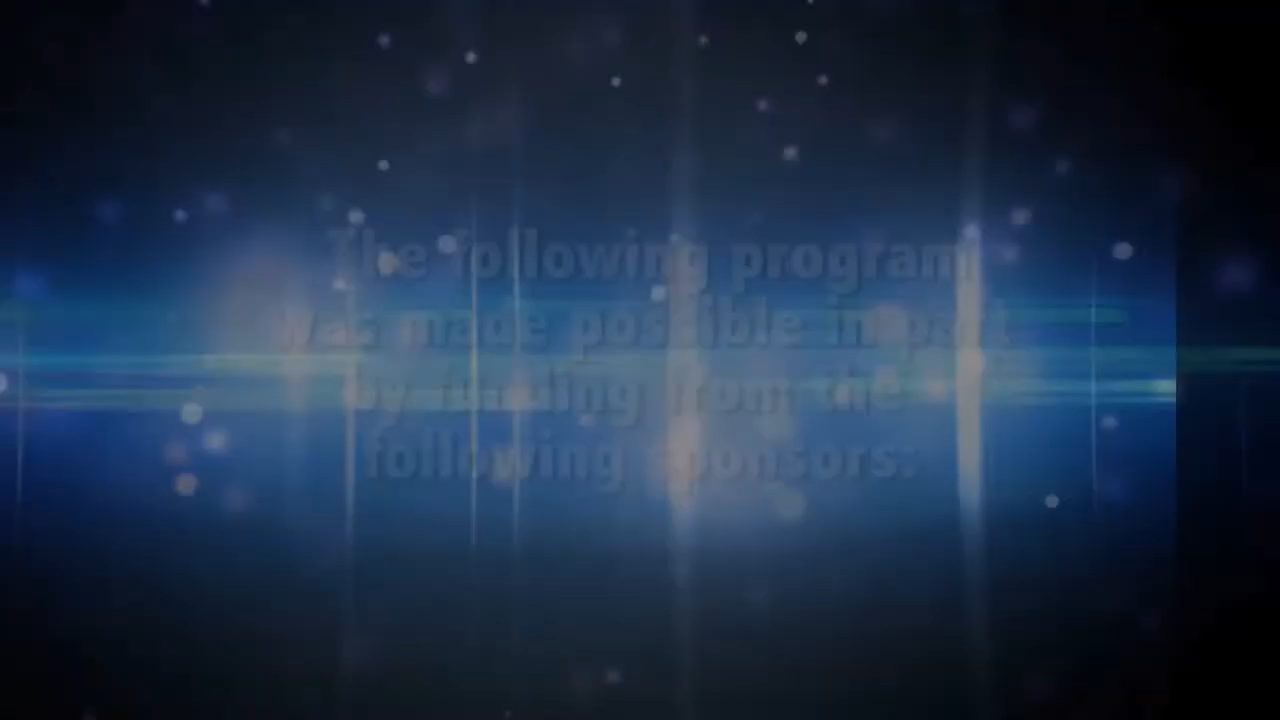 The following program
was made possible in part
by funding from the
following sponsors: